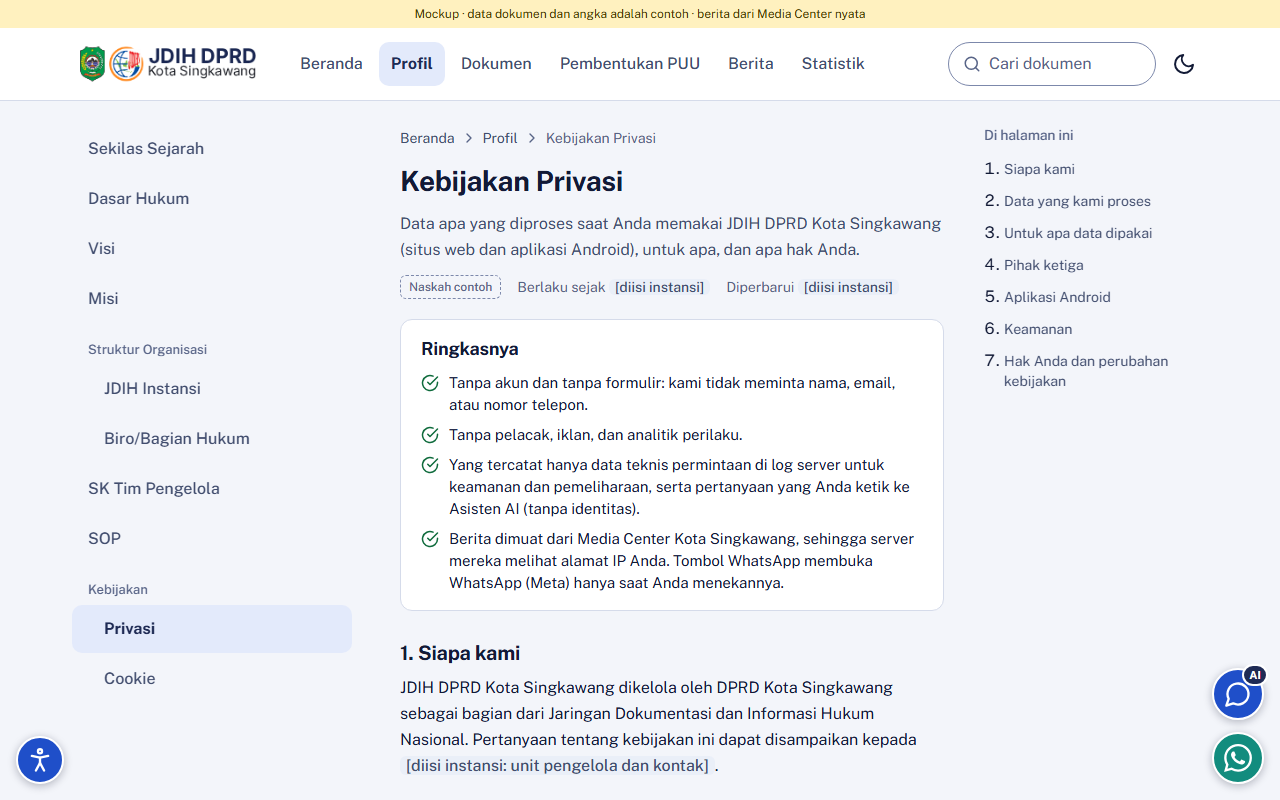 Mockup · data dokumen dan angka adalah contoh · berita dari Media Center nyata
JDIH DPRD
Kota Singkawang
Beranda
Profil
Dokumen
Pembentukan PUU
Berita
Statistik
Cari dokumen
Sekilas Sejarah
Dasar Hukum
Visi
Misi
Struktur Organisasi
JDIH Instansi
Biro/Bagian Hukum
SK Tim Pengelola
SOP
Kebijakan
Privasi
Cookie
Beranda > Profil > Kebijakan Privasi
Kebijakan Privasi
Data apa yang diproses saat Anda memakai JDIH DPRD Kota Singkawang
(situs web dan aplikasi Android), untuk apa, dan apa hak Anda.
Naskah contoh Berlaku sejak [diisi instansi] Diperbarui [diisi instansi]
Ringkasnya
Tanpa akun dan tanpa formulir: kami tidak meminta nama, email,
atau nomor telepon.
Tanpa pelacak, iklan, dan analitik perilaku.
Yang tercatat hanya data teknis permintaan di log server untuk
keamanan dan pemeliharaan, serta pertanyaan yang Anda ketik ke
Asisten AI (tanpa identitas).
Berita dimuat dari Media Center Kota Singkawang, sehingga server
mereka melihat alamat IP Anda. Tombol WhatsApp membuka
WhatsApp (Meta) hanya saat Anda menekannya.
1. Siapa kami
JDIH DPRD Kota Singkawang dikelola oleh DPRD Kota Singkawang
sebagai bagian dari Jaringan Dokumentasi dan Informasi Hukum
Nasional. Pertanyaan tentang kebijakan ini dapat disampaikan kepada
[diisi instansi: unit pengelola dan kontak] .
Di halaman ini
1. Siapa kami
2. Data yang kami proses
3. Untuk apa data dipakai
4. Pihak ketiga
5. Aplikasi Android
6. Keamanan
7. Hak Anda dan perubahan
kebijakan
AI